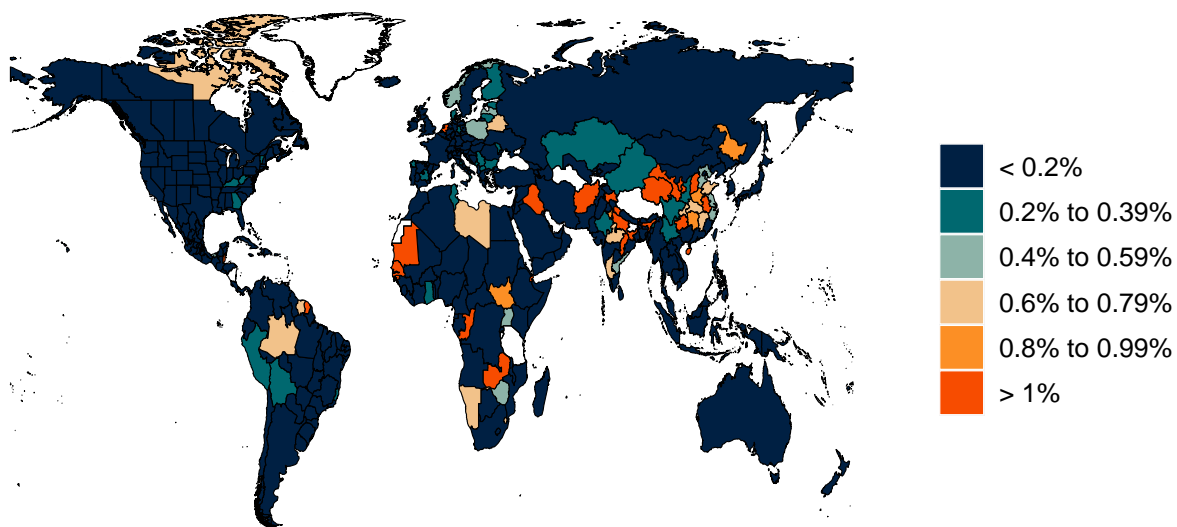 < 0.2%
0.2% to 0.39%
0.4% to 0.59%
0.6% to 0.79%
0.8% to 0.99%
> 1%